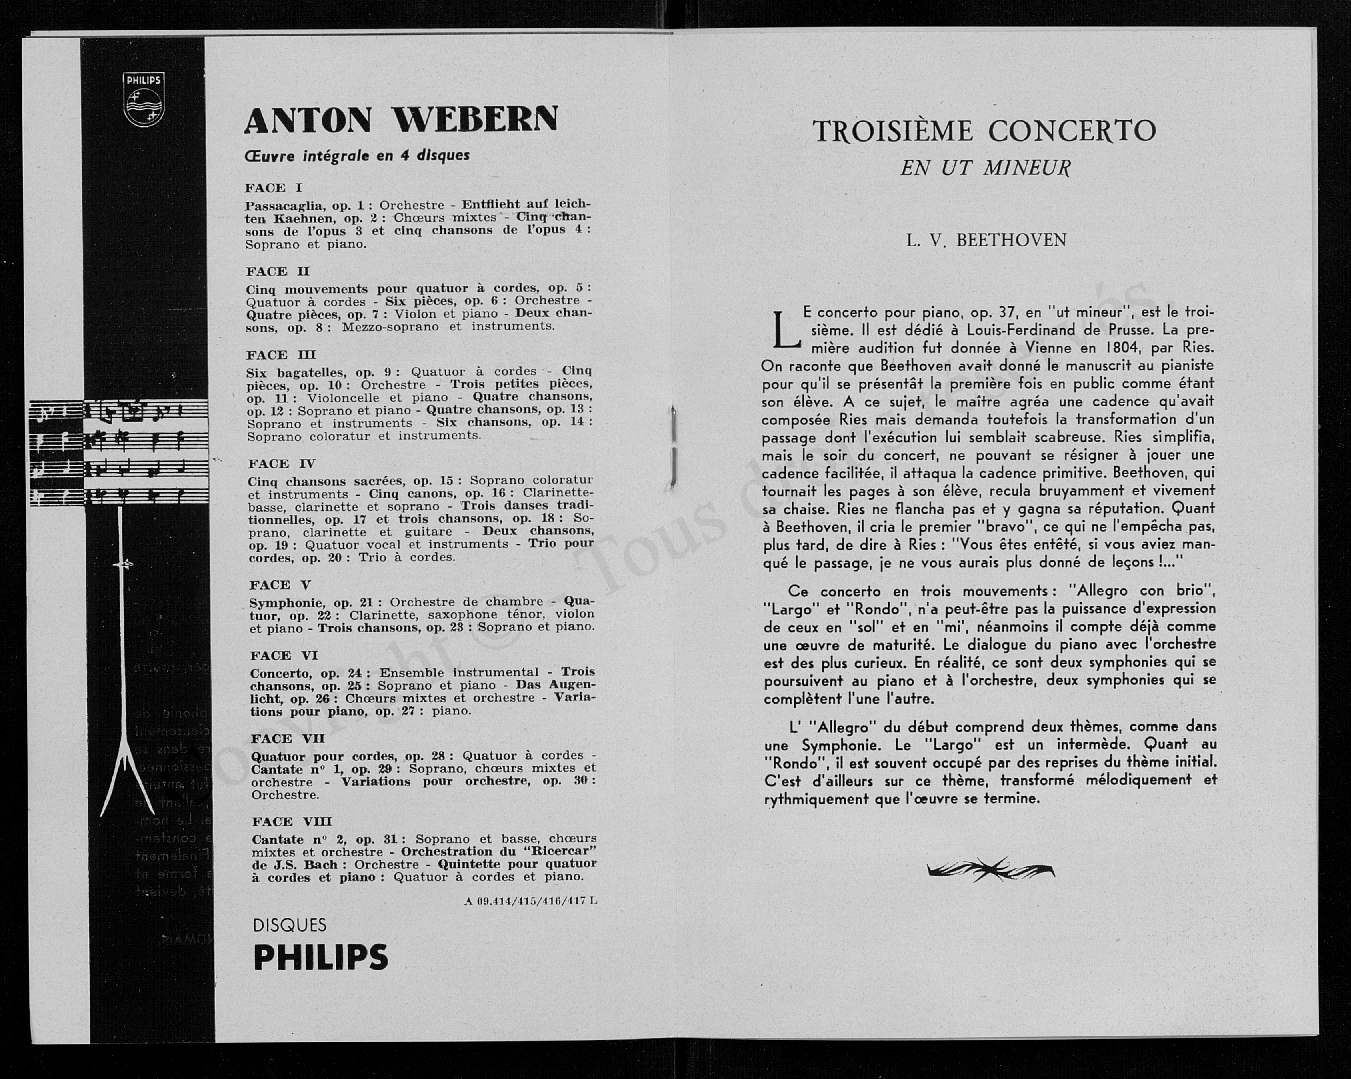 PHILIPS
ANTON WEBERN
Œuvre intégrale en 4 disques
FACE I
Passacaglia, op. 1 : Orchestre - Entflieht auf leich-
ten Kaehnen, op. 2 : Chœurs mixtes - Cinq chan-
sons de l'opus 3 et cinq chansons de l'opus 4 :
Soprano et piano.
FACE II
Cinq mouvements pour quatuor à cordes, op. 5 :
Quatuor à cordes - Six pièces, op. 6 : Orchestre -
Quatre pièces, op. 7 : Violon et piano - Deux chan-
sons, op. 8 : Mezzo-soprano et instruments.
FACE III
Six bagatelles, op. 9 : Quatuor à cordes - Cinq
pièces, op. 10 : Orchestre - Trois petites pièces,
op. 11 : Violoncelle et piano - Quatre chansons,
op. 12 : Soprano et piano - Quatre chansons, op. 13 :
Soprano et instruments - Six chansons, op. 14 :
Soprano coloratur et instruments.
FACE IV
Cinq chansons sacrées, op. 15 : Soprano coloratur
et instruments - Cinq canons, op. 16 : Clarinette-
basse, clarinette et soprano - Trois danses tradi-
tionnelles, op. 17 et trois chansons, op. 18 : So-
prano, clarinette et guitare - Deux chansons,
op. 19 : Quatuor vocal et instruments - Trio pour
cordes, op. 20 : Trio à cordes.
FACE V
Symphonie, op. 21 : Orchestre de chambre - Qua-
tuor, op. 22 : Clarinette, saxophone ténor, violon
et piano - Trois chansons, op. 23 : Soprano et piano.
FACE VI
Concerto, op. 24 : Ensemble instrumental - Trois
chansons, op. 25 : Soprano et piano - Das Augen-
licht, op. 26 : Chœurs mixtes et orchestre - Varia-
tions pour piano, op. 27 : piano.
FACE VII
Quatuor pour cordes, op. 28 : Quatuor à cordes -
Cantate n° 1, op. 29 : Soprano, chœurs mixtes et
orchestre - Variations pour orchestre, op. 30 :
Orchestre.
FACE VIII
Cantate n° 2, op. 31 : Soprano et basse, chœurs
mixtes et orchestre - Orchestration du "Ricercar"
de J.S. Bach : Orchestre - Quintette pour quatuor
à cordes et piano : Quatuor à cordes et piano.
A 09.414/415/416/417 L
DISQUES
PHILIPS
TROISIÈME CONCERTO
EN UT MINEUR
L. V. BEETHOVEN
LE concerto pour piano, op. 37, en "ut mineur", est le troi-
sième. Il est dédié à Louis-Ferdinand de Prusse. La pre-
mière audition fut donnée à Vienne en 1804, par Ries.
On raconte que Beethoven avait donné le manuscrit au pianiste
pour qu'il se présentât la première fois en public comme étant
son élève. A ce sujet, le maître agréa une cadence qu'avait
composée Ries mais demanda toutefois la transformation d'un
passage dont l'exécution lui semblait scabreuse. Ries simplifia,
mais le soir du concert, ne pouvant se résigner à jouer une
cadence facilitée, il attaqua la cadence primitive. Beethoven, qui
tournait les pages à son élève, recula bruyamment et vivement
sa chaise. Ries ne flancha pas et y gagna sa réputation. Quant
à Beethoven, il cria le premier "bravo", ce qui ne l'empêcha pas,
plus tard, de dire à Ries : "Vous êtes entêté, si vous aviez man-
qué le passage, je ne vous aurais plus donné de leçons !..."
Ce concerto en trois mouvements : "Allegro con brio",
"Largo" et "Rondo", n'a peut-être pas la puissance d'expression
de ceux en "sol" et en "mi', néanmoins il compte déjà comme
une œuvre de maturité. Le dialogue du piano avec l'orchestre
est des plus curieux. En réalité, ce sont deux symphonies qui se
poursuivent au piano et à l'orchestre, deux symphonies qui se
complètent l'une l'autre.
L' "Allegro" du début comprend deux thèmes, comme dans
une Symphonie. Le "Largo" est un intermède. Quant au
"Rondo", il est souvent occupé par des reprises du thème initial.
C'est d'ailleurs sur ce thème, transformé mélodiquement et
rythmiquement que l'œuvre se termine.